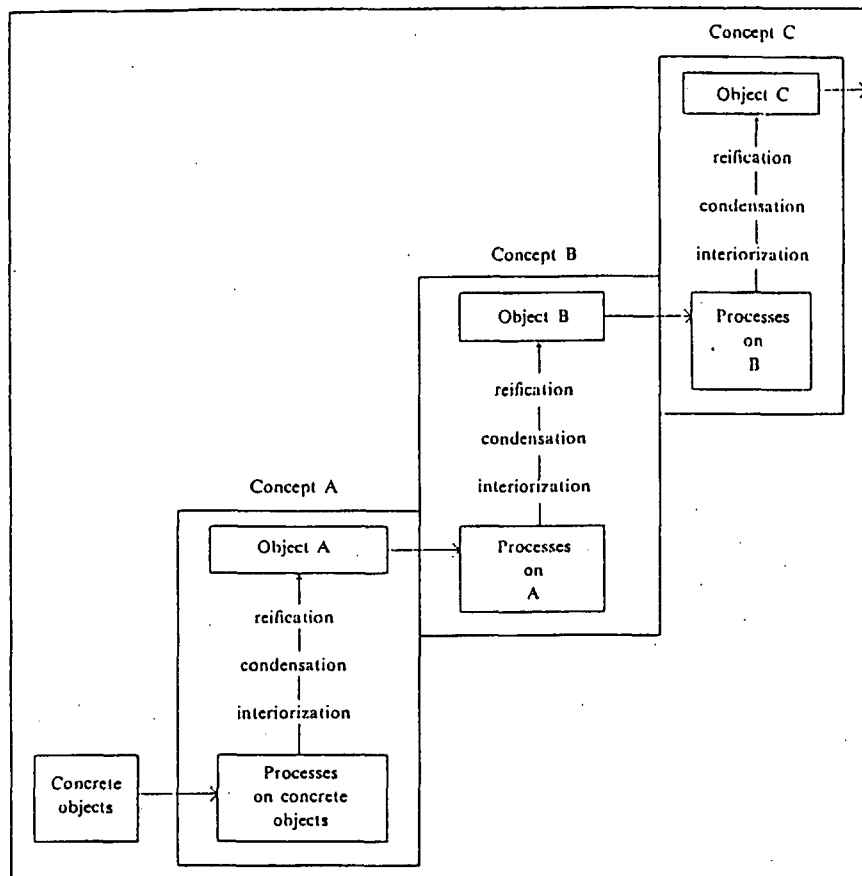 Concept C
Object C
reification
condensation
interiorization
Processes
on
B
Concept B
Object B
reification
condensation
interiorization
Processes
on
A
Concept A
Object A
reification
condensation
interiorization
Processes
on concrete
objects
Concrete
objects